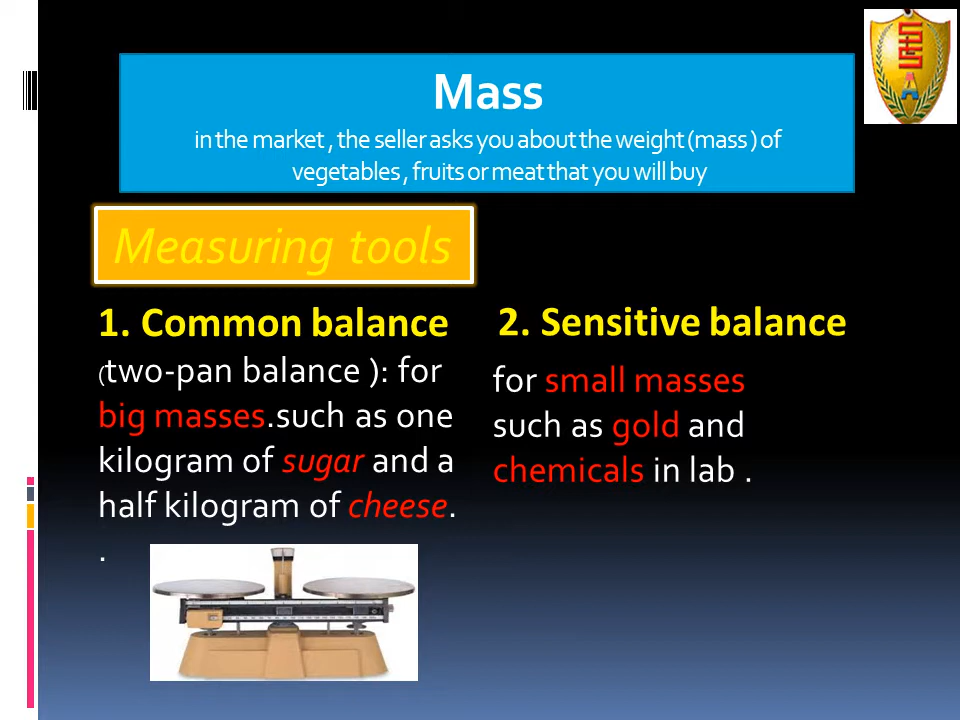 Mass
in the market , the seller asks you about the weight (mass ) of
vegetables , fruits or meat that you will buy
Measuring tools
1. Common balance
(two-pan balance ): for
big masses.such as one
kilogram of sugar and a
half kilogram of cheese.
.
2. Sensitive balance
for small masses
such as gold and
chemicals in lab .